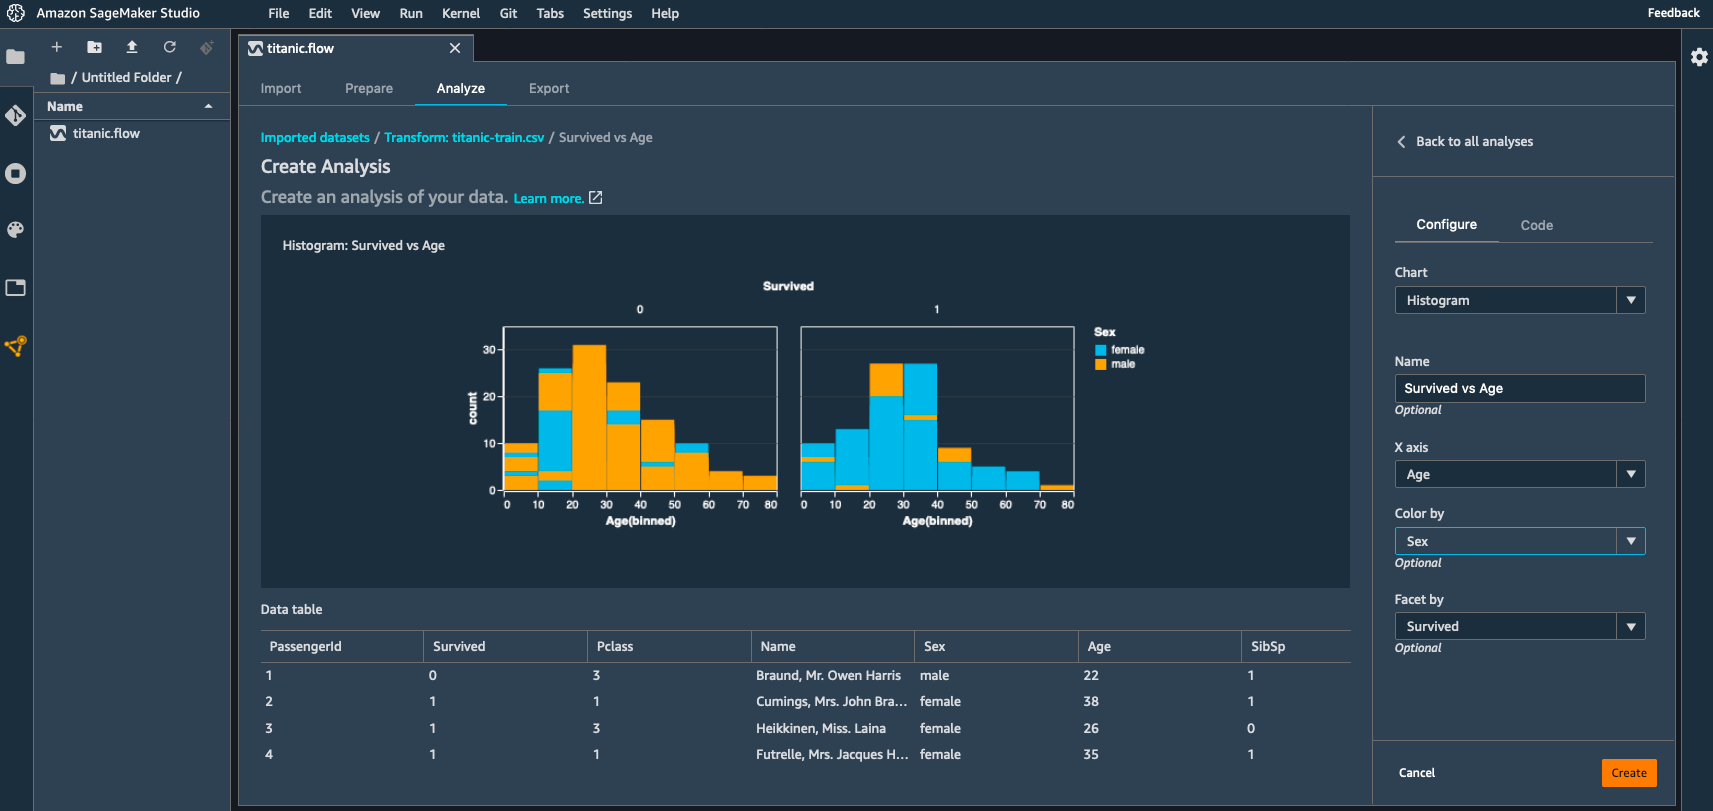 Amazon SageMaker Studio File Edit View Run Kernel Git Tabs Settings Help Feedback
titanic.flow
/ Untitled Folder /
Name
titanic.flow
Import Prepare Analyze Export
Imported datasets / Transform: titanic-train.csv / Survived vs Age
Create Analysis
Create an analysis of your data. Learn more.
Histogram: Survived vs Age
Survived
0 1
Sex
female
male
count
30
20
10
0
0 10 20 30 40 50 60 70 80
Age(binned)
0 10 20 30 40 50 60 70 80
Age(binned)
Data table
PassengerId Survived Pclass Name Sex Age SibSp
1 0 3 Braund, Mr. Owen Harris male 22 1
2 1 1 Cumings, Mrs. John Bra... female 38 1
3 1 3 Heikkinen, Miss. Laina female 26 0
4 1 1 Futrelle, Mrs. Jacques H... female 35 1
Back to all analyses
Configure Code
Chart
Histogram
Name
Survived vs Age
Optional
X axis
Age
Color by
Sex
Optional
Facet by
Survived
Optional
Cancel Create